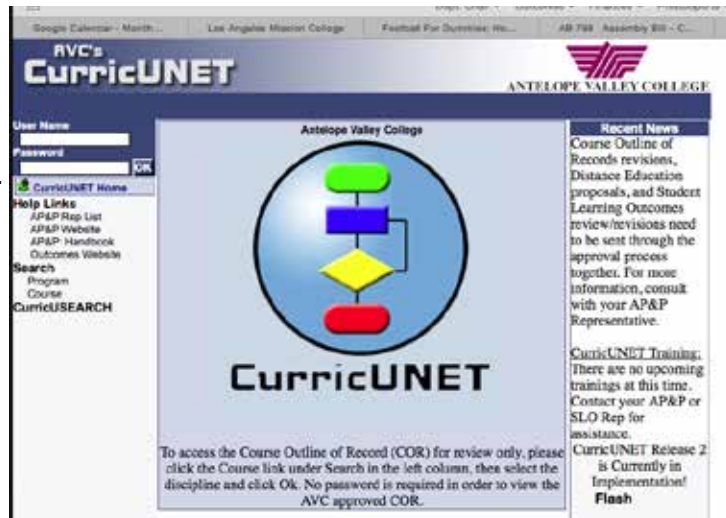 Google Calendar - Month...
Los Angeles Mission College
Football For Dummies: Ho...
AB 798 Assembly Bill - C...
AVC's
CurricUNET
ANTELOPE VALLEY COLLEGE
User Name
Password
OK
CurricUNET Home
Help Links
AP&P Rep List
AP&P Website
AP&P Handbook
Outcomes Website
Search
Program
Course
CurricUSEARCH
Antelope Valley College
CurricUNET
To access the Course Outline of Record (COR) for review only, please
click the Course link under Search in the left column, then select the
discipline and click Ok. No password is required in order to view the
AVC approved COR.
Recent News
Course Outline of
Records revisions,
Distance Education
proposals, and Student
Learning Outcomes
review/revisions need
to be sent through the
approval process
together. For more
information, consult
with your AP&P
Representative.
CurricUNET Training:
There are no upcoming
trainings at this time.
Contact your AP&P or
SLO Rep for
assistance.
CurricUNET Release 2
is Currently in
Implementation!
Flash